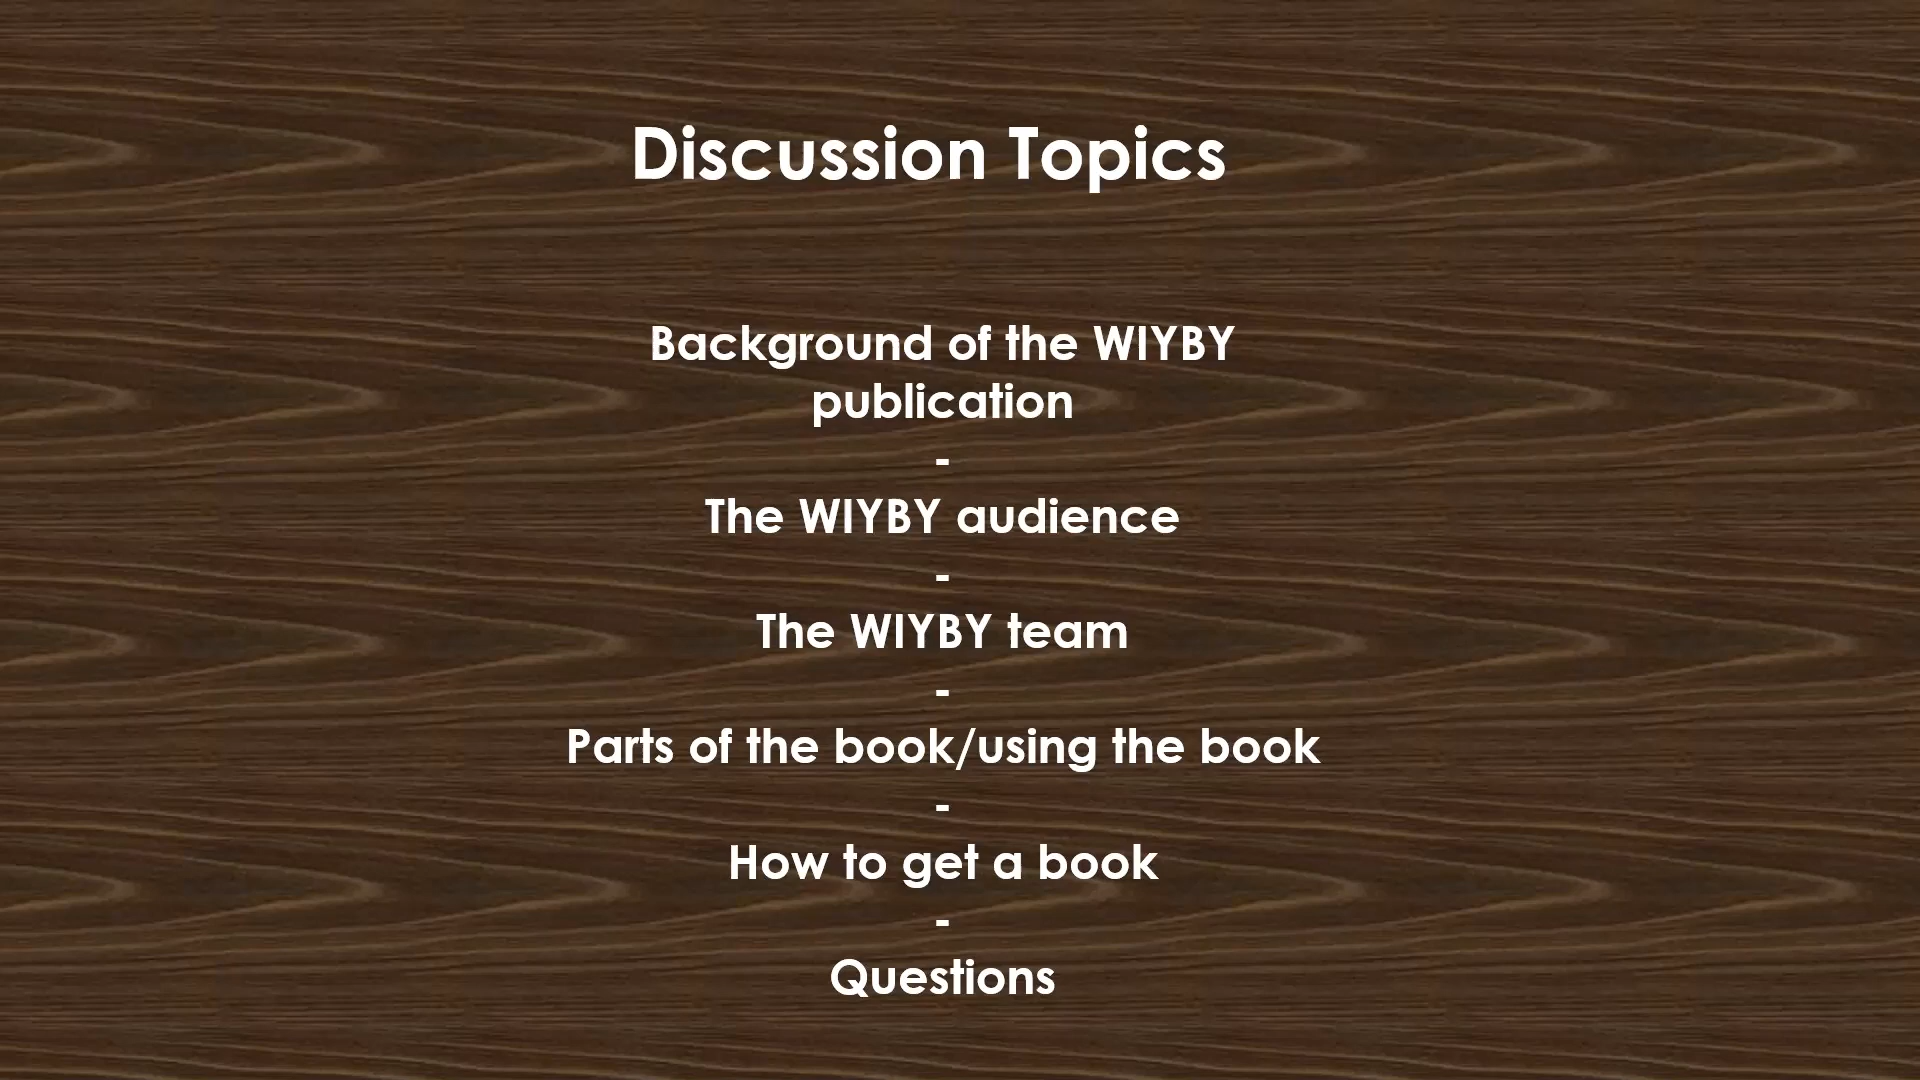 Discussion Topics
Background of the WIYBY
publication
-
The WIYBY audience
-
The WIYBY team
-
Parts of the book/using the book
-
How to get a book
-
Questions